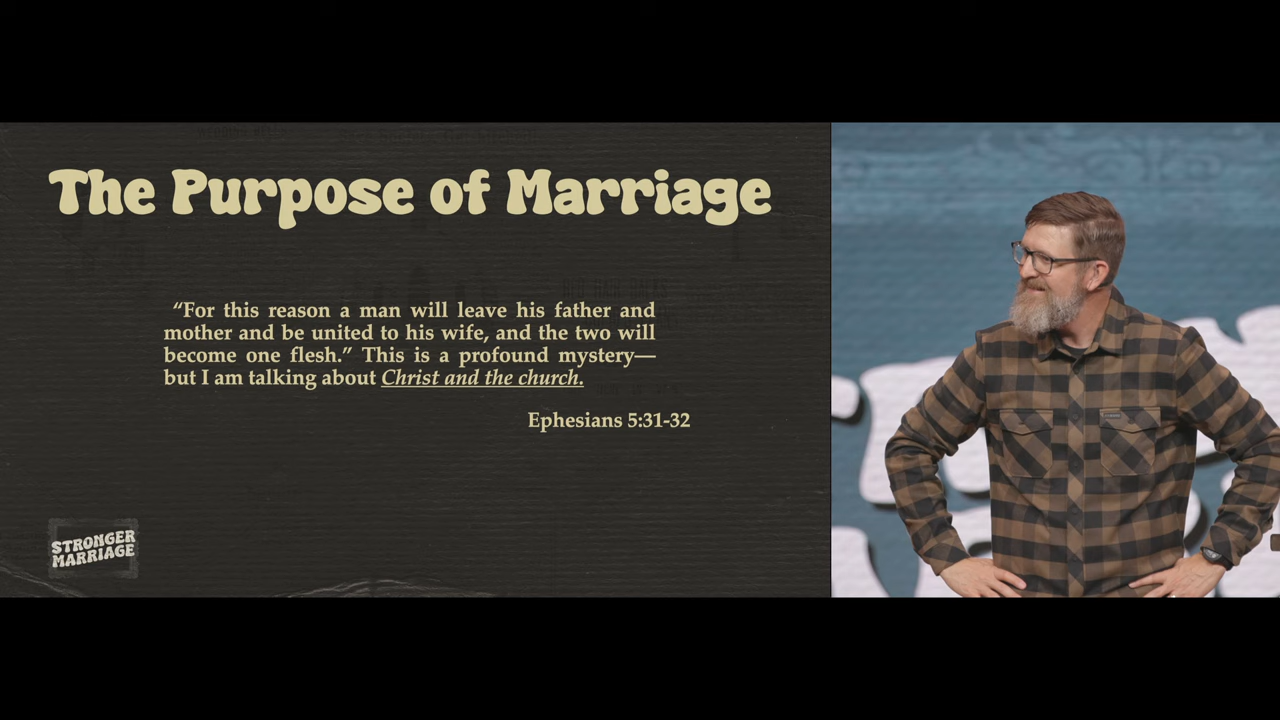 The Purpose of Marriage
“For this reason a man will leave his father and
mother and be united to his wife, and the two will
become one flesh.” This is a profound mystery—
but I am talking about Christ and the church.
Ephesians 5:31-32
STRONGER
MARRIAGE